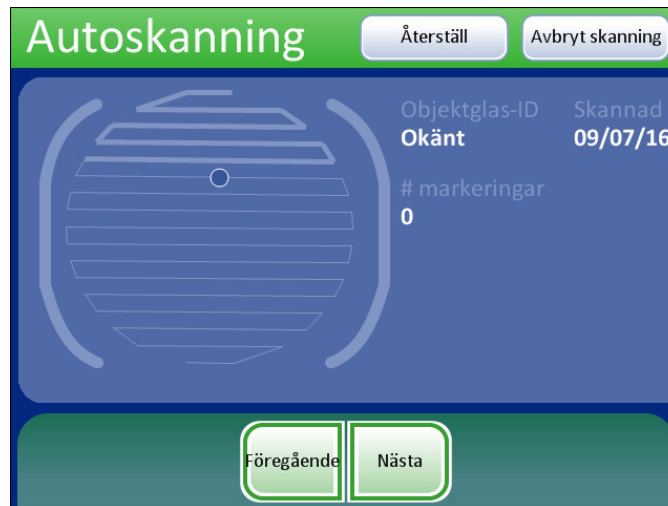 Autoskanning
Återställ
Avbryt skanning
Objektglas-ID
Okänt
Skannad
09/07/16
# markeringar
0
Föregående
Nästa